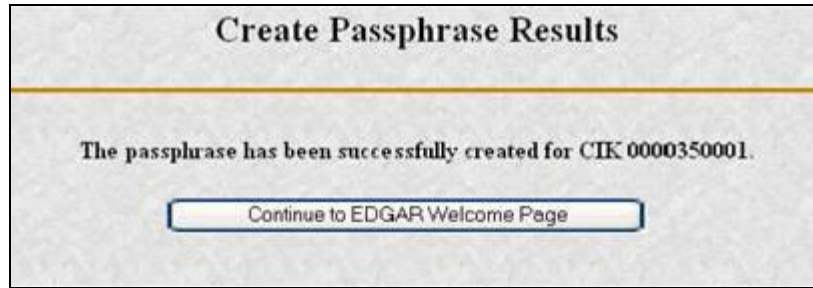 Create Passphrase Results
The passphrase has been successfully created for CIK 0000350001.
Continue to EDGAR Welcome Page